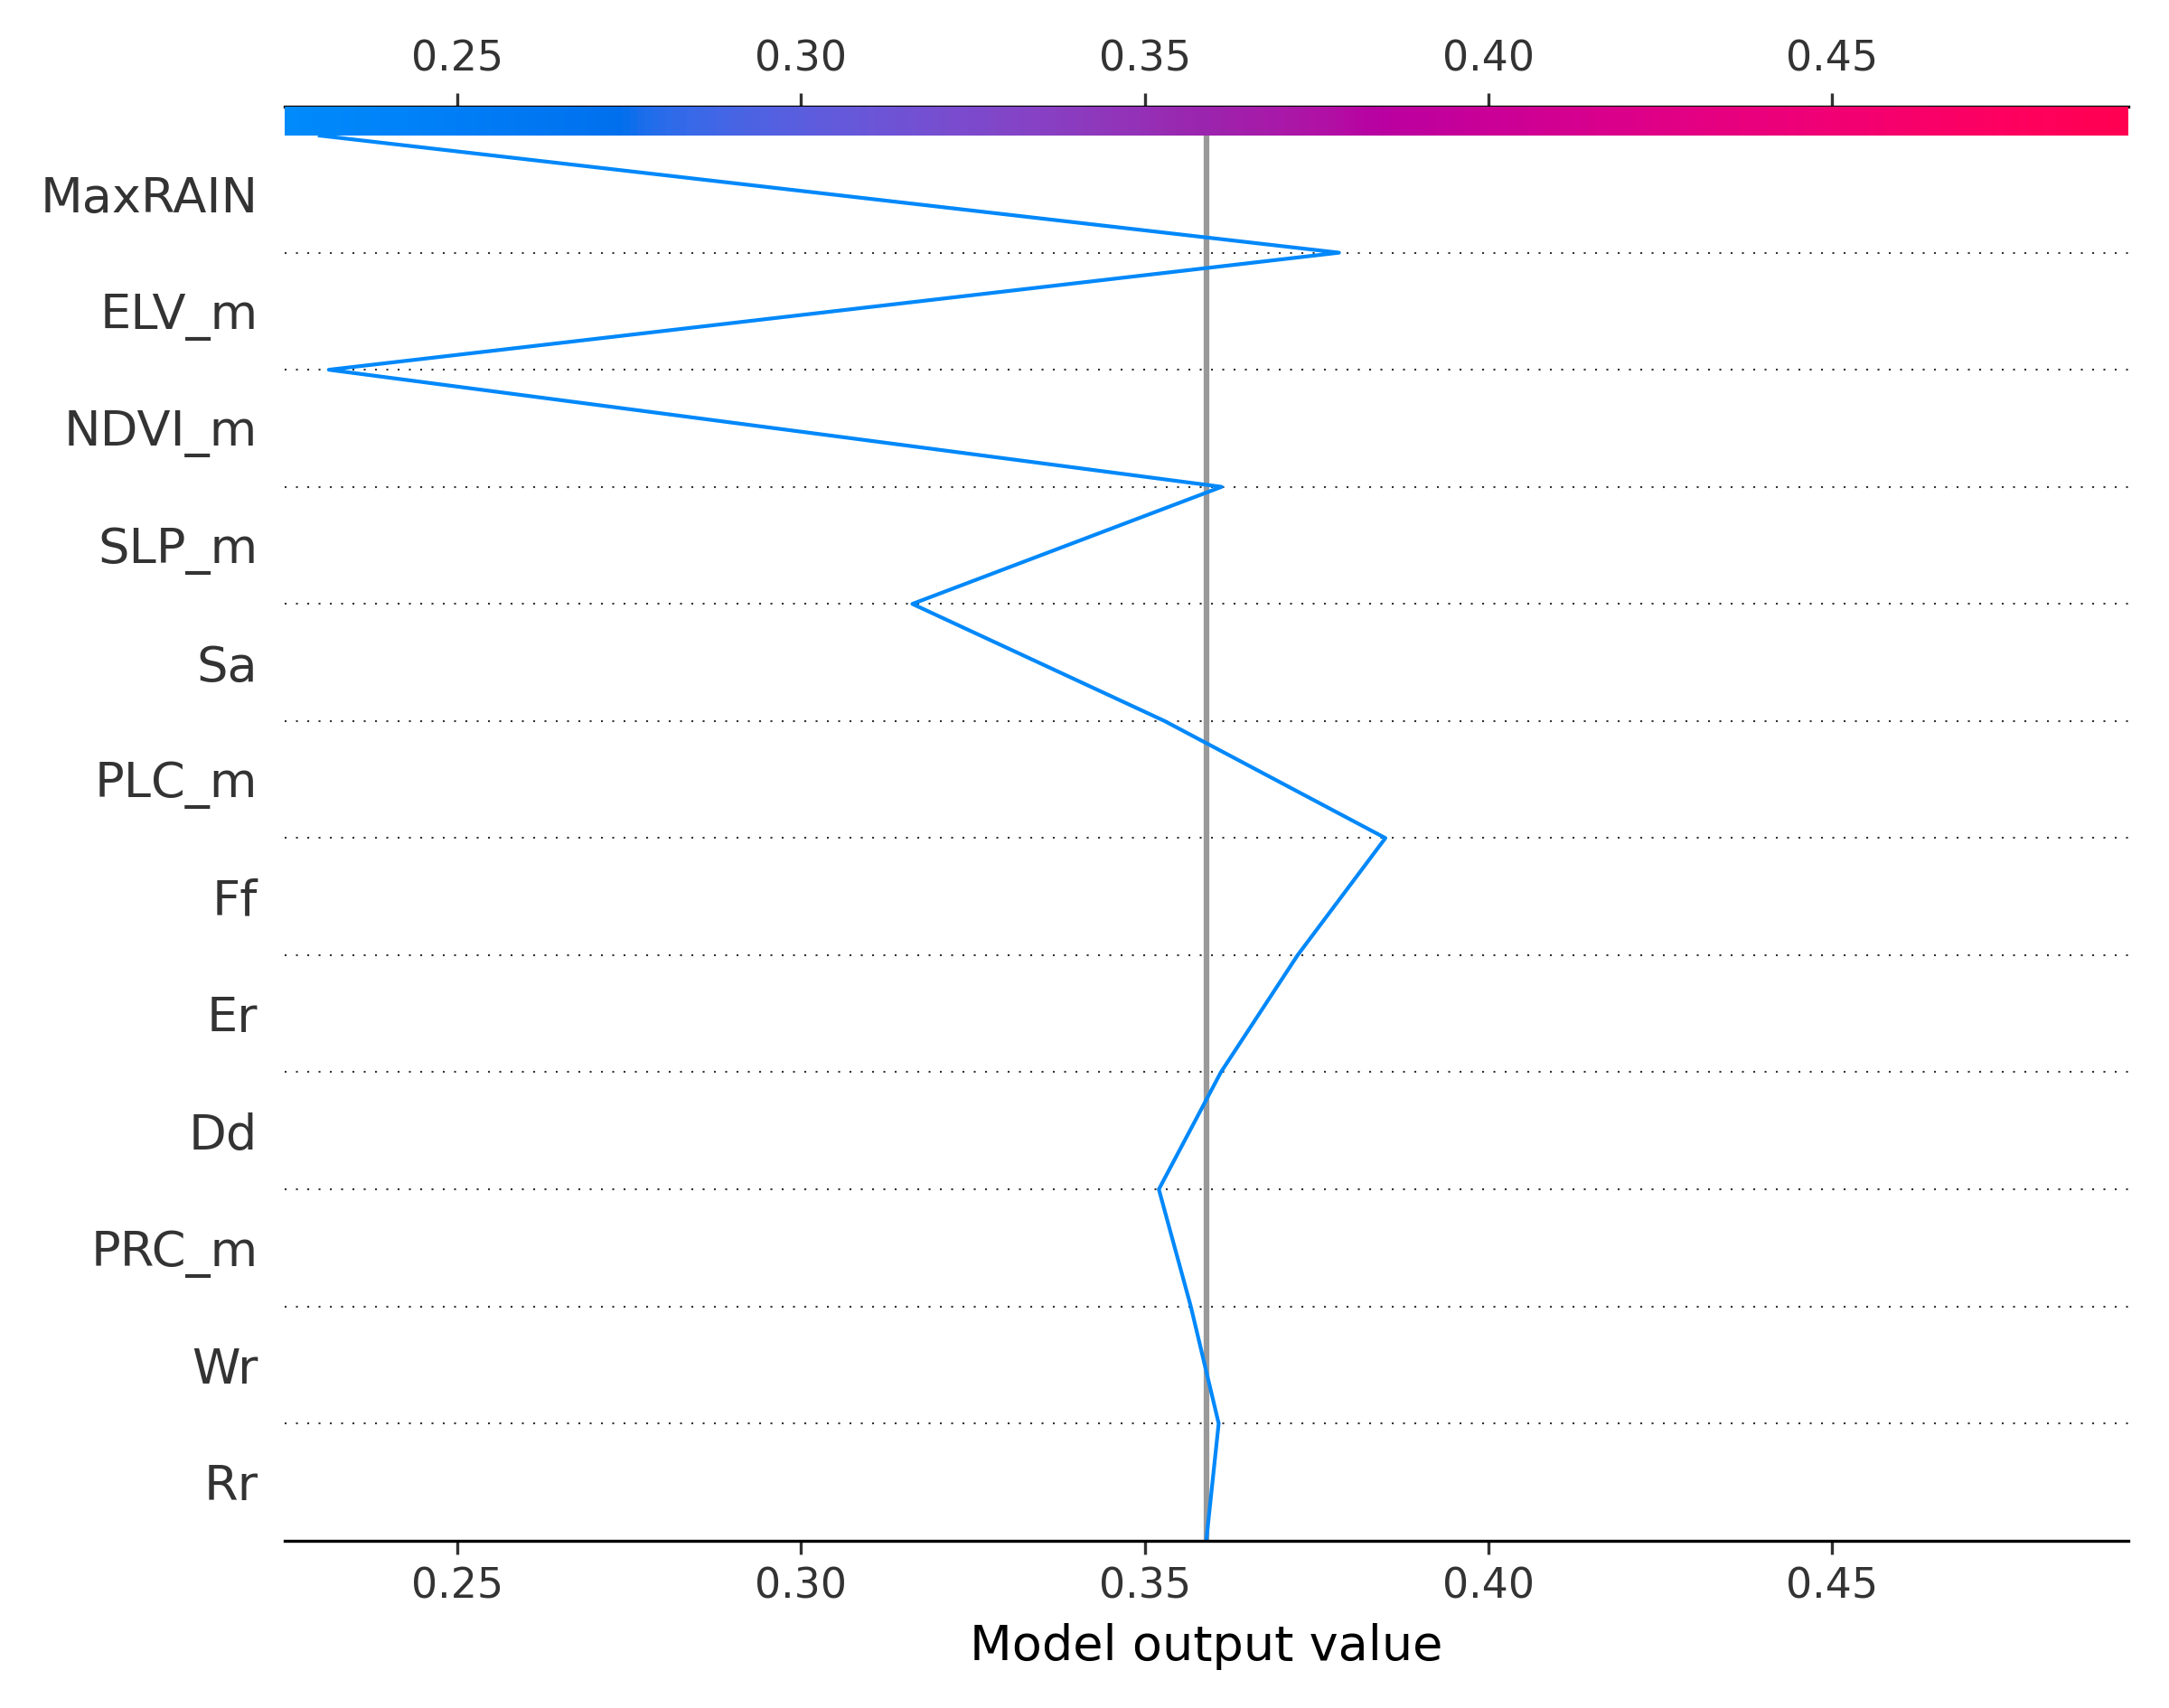 0.25 0.30 0.35 0.40 0.45
MaxRAIN
ELV_m
NDVI_m
SLP_m
Sa
PLC_m
Ff
Er
Dd
PRC_m
Wr
Rr
0.25 0.30 0.35 0.40 0.45
Model output value